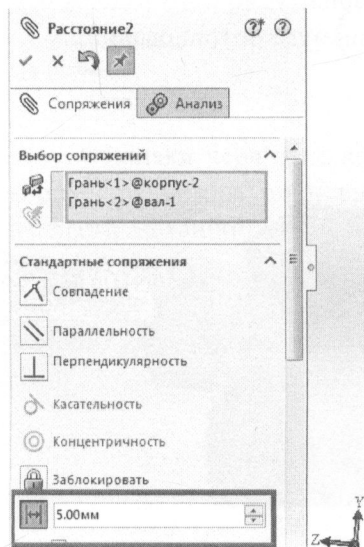 Расстояние2
Сопряжения Анализ
Выбор сопряжений
Грань<1>@корпус-2
Грань<2>@вал-1
Стандартные сопряжения
Совпадение
Параллельность
Перпендикулярность
Касательность
Концентричность
Заблокировать
5.00мм
Y
Z